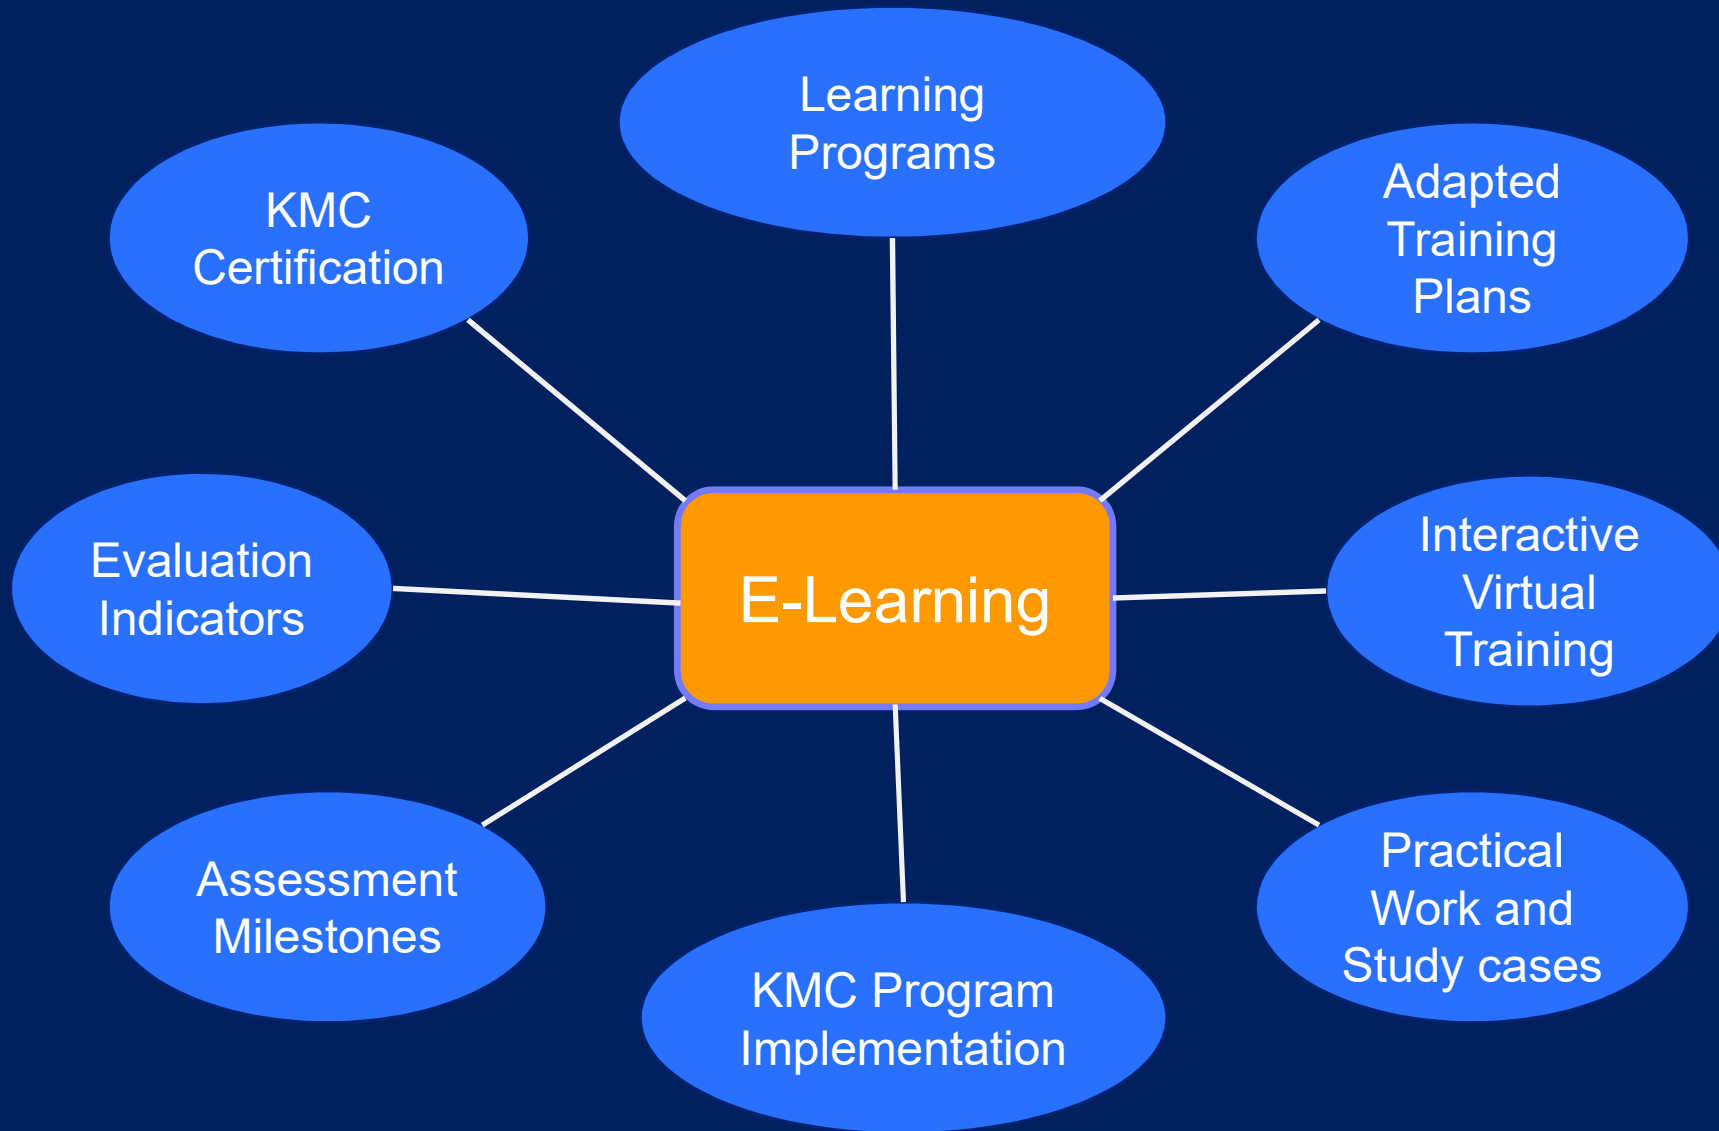 Learning
Programs
KMC
Certification
Adapted
Training
Plans
Evaluation
Indicators
E-Learning
Interactive
Virtual
Training
Assessment
Milestones
KMC Program
Implementation
Practical
Work and
Study cases